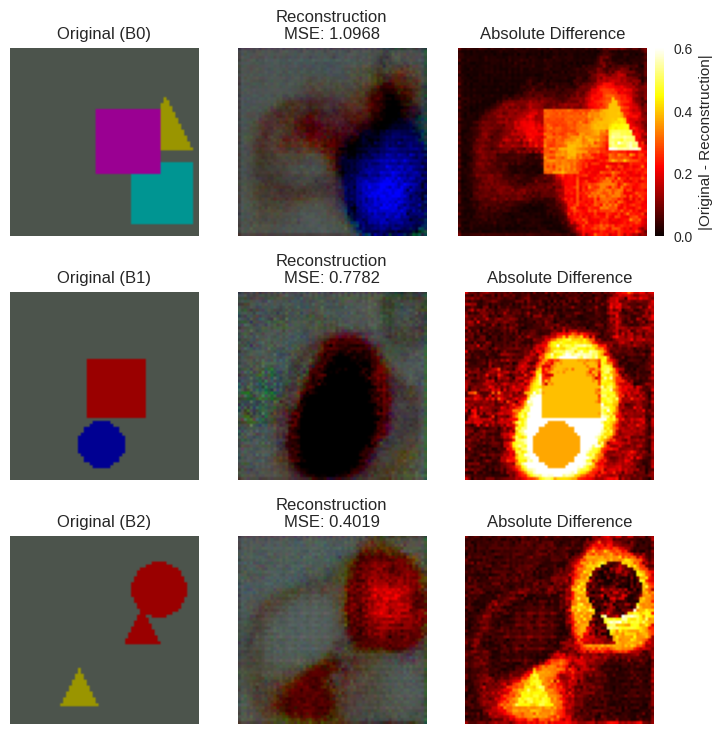 Original (B0)
Reconstruction
MSE: 1.0968
Absolute Difference
0.6
0.4
0.2
0.0
|Original - Reconstruction|
Original (B1)
Reconstruction
MSE: 0.7782
Absolute Difference
Original (B2)
Reconstruction
MSE: 0.4019
Absolute Difference